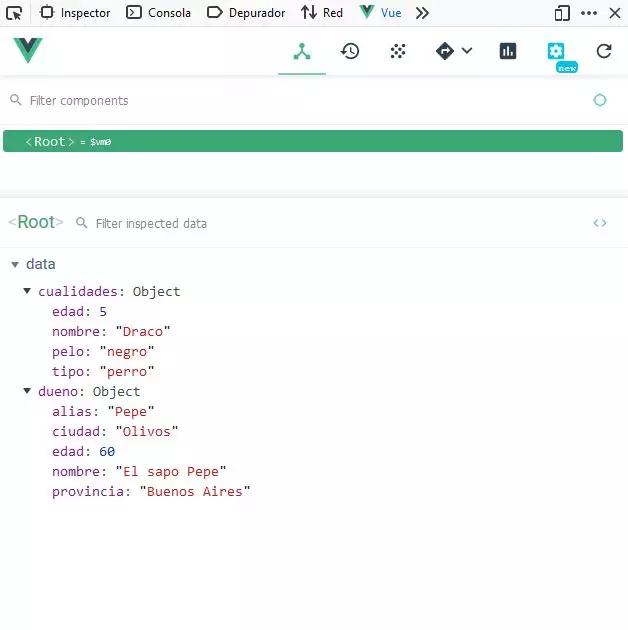 Inspector Consola Depurador Red Vue
new
Filter components
<Root> = $vm0
<Root> Filter inspected data
data
cualidades: Object
edad: 5
nombre: "Draco"
pelo: "negro"
tipo: "perro"
dueno: Object
alias: "Pepe"
ciudad: "Olivos"
edad: 60
nombre: "El sapo Pepe"
provincia: "Buenos Aires"